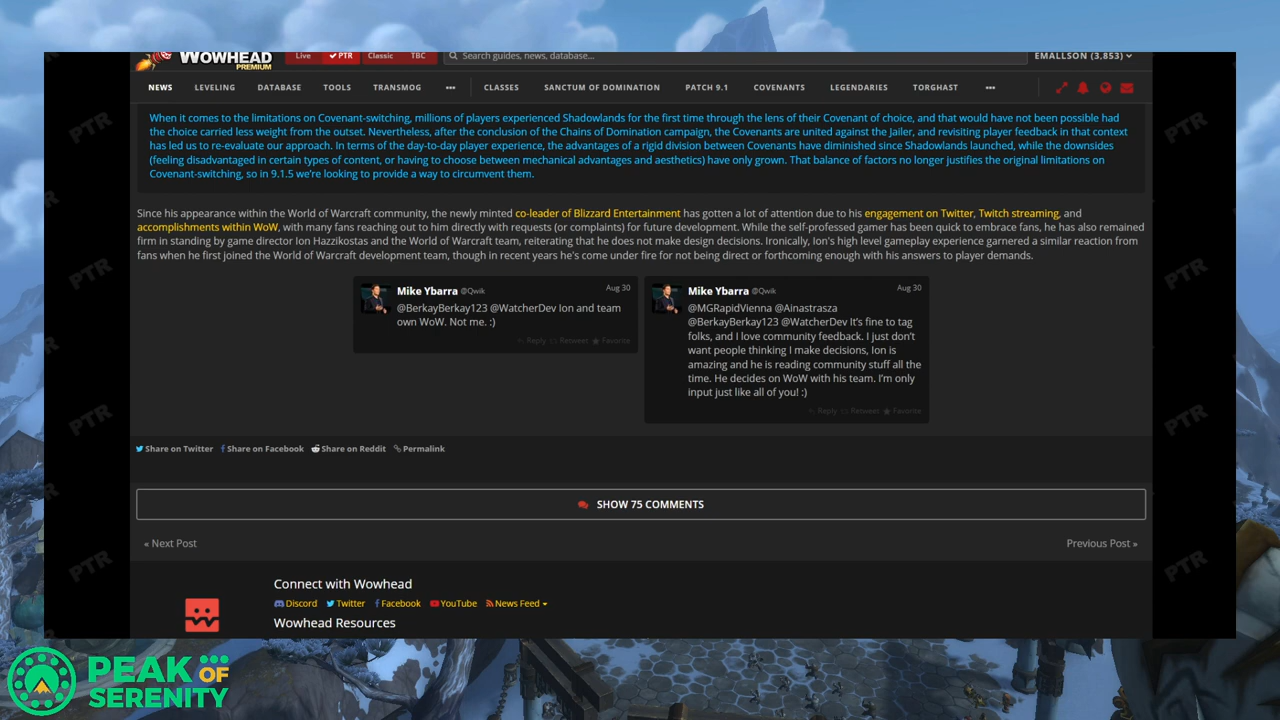 WOWHEAD
PREMIUM
Live
PTR
Classic
TBC
Search guides, news, database...
EMALLSON (3,853)
NEWS
LEVELING
DATABASE
TOOLS
TRANSMOG
CLASSES
SANCTUM OF DOMINATION
PATCH 9.1
COVENANTS
LEGENDARIES
TORGHAST
When it comes to the limitations on Covenant-switching, millions of players experienced Shadowlands for the first time through the lens of their Covenant of choice, and that would have not been possible had
the choice carried less weight from the outset. Nevertheless, after the conclusion of the Chains of Domination campaign, the Covenants are united against the Jailer, and revisiting player feedback in that context
has led us to re-evaluate our approach. In terms of the day-to-day player experience, the advantages of a rigid division between Covenants have diminished since Shadowlands launched, while the downsides
(feeling disadvantaged in certain types of content, or having to choose between mechanical advantages and aesthetics) have only grown. That balance of factors no longer justifies the original limitations on
Covenant-switching, so in 9.1.5 we're looking to provide a way to circumvent them.
Since his appearance within the World of Warcraft community, the newly minted co-leader of Blizzard Entertainment has gotten a lot of attention due to his engagement on Twitter, Twitch streaming, and
accomplishments within WoW, with many fans reaching out to him directly with requests (or complaints) for future development. While the self-professed gamer has been quick to embrace fans, he has also remained
firm in standing by game director Ion Hazzikostas and the World of Warcraft team, reiterating that he does not make design decisions. Ironically, Ion's high level gameplay experience garnered a similar reaction from
fans when he first joined the World of Warcraft development team, though in recent years he's come under fire for not being direct or forthcoming enough with his answers to player demands.
Mike Ybarra @Qwik Aug 30
@BerkayBerkay123 @WatcherDev Ion and team
own WoW. Not me. :)
Reply Retweet Favorite
Mike Ybarra @Qwik Aug 30
@MGRapidVienna @Ainastrasza
@BerkayBerkay123 @WatcherDev It's fine to tag
folks, and I love community feedback. I just don't
want people thinking I make decisions, Ion is
amazing and he is reading community stuff all the
time. He decides on WoW with his team. I'm only
input just like all of you! :)
Reply Retweet Favorite
Share on Twitter Share on Facebook Share on Reddit Permalink
SHOW 75 COMMENTS
« Next Post
Previous Post »
Connect with Wowhead
Discord Twitter Facebook YouTube News Feed
Wowhead Resources
PTR
PTR
PTR
PTR
PTR
PTR
PTR
PTR
PEAK OF
SERENITY